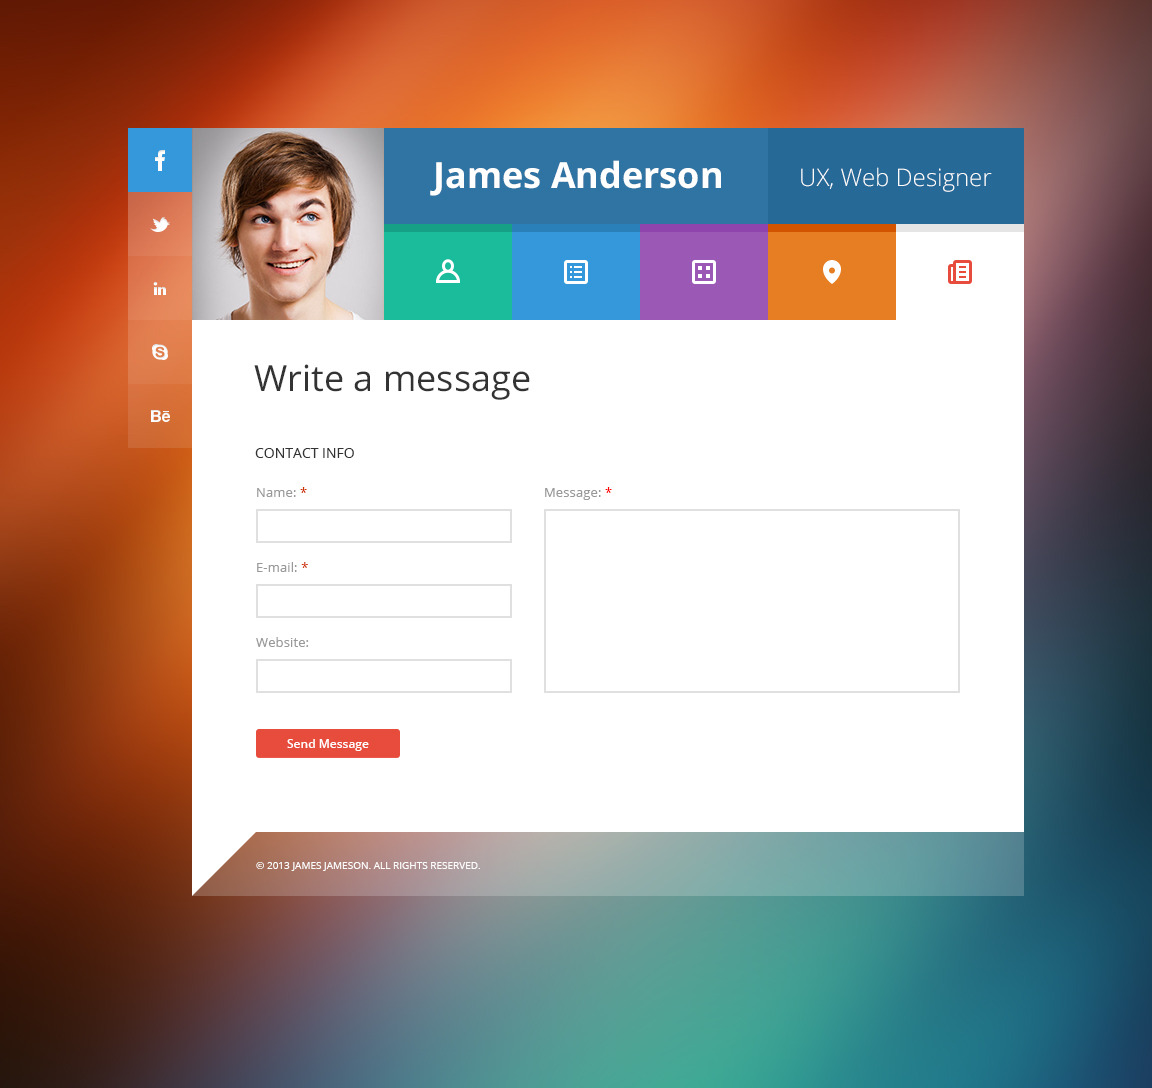 f
in
S
Bē
James Anderson
UX, Web Designer
Write a message
CONTACT INFO
Name: *
Message: *
E-mail: *
Website:
Send Message
© 2013 JAMES JAMESON. ALL RIGHTS RESERVED.